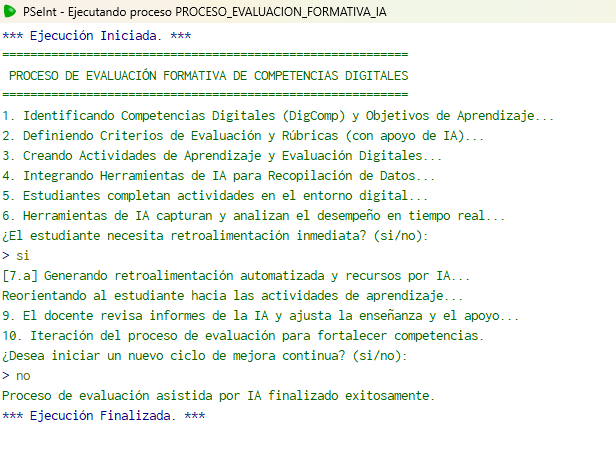 PSeInt - Ejecutando proceso PROCESO_EVALUACION_FORMATIVA_IA
*** Ejecución Iniciada. ***
==========================================================
PROCESO DE EVALUACIÓN FORMATIVA DE COMPETENCIAS DIGITALES
==========================================================
1. Identificando Competencias Digitales (DigComp) y Objetivos de Aprendizaje...
2. Definiendo Criterios de Evaluación y Rúbricas (con apoyo de IA)...
3. Creando Actividades de Aprendizaje y Evaluación Digitales...
4. Integrando Herramientas de IA para Recopilación de Datos...
5. Estudiantes completan actividades en el entorno digital...
6. Herramientas de IA capturan y analizan el desempeño en tiempo real...
¿El estudiante necesita retroalimentación inmediata? (si/no):
> si
[7.a] Generando retroalimentación automatizada y recursos por IA...
Reorientando al estudiante hacia las actividades de aprendizaje...
9. El docente revisa informes de la IA y ajusta la enseñanza y el apoyo...
10. Iteración del proceso de evaluación para fortalecer competencias.
¿Desea iniciar un nuevo ciclo de mejora continua? (si/no):
> no
Proceso de evaluación asistida por IA finalizado exitosamente.
*** Ejecución Finalizada. ***